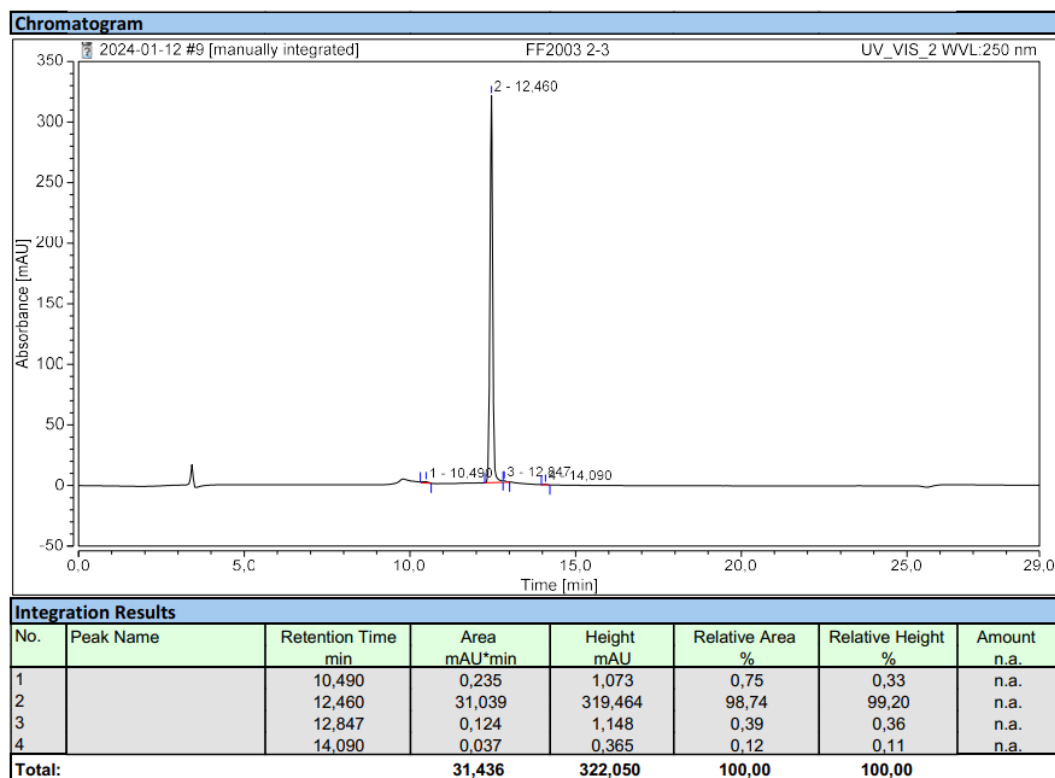 Chromatogram
2024-01-12 #9 [manually integrated] FF2003 2-3 UV_VIS_2 WVL:250 nm
350
300
250
200
150
100
50
0
-50
Absorbance [mAU]
2 - 12,460
1 - 10,490
3 - 12,847
4 - 14,090
0,0 5,0 10,0 15,0 20,0 25,0 29,0
Time [min]
Integration Results
No. Peak Name Retention Time Area Height Relative Area Relative Height Amount
min mAU*min mAU % % n.a.
1 10,490 0,235 1,073 0,75 0,33 n.a.
2 12,460 31,039 319,464 98,74 99,20 n.a.
3 12,847 0,124 1,148 0,39 0,36 n.a.
4 14,090 0,037 0,365 0,12 0,11 n.a.
Total: 31,436 322,050 100,00 100,00